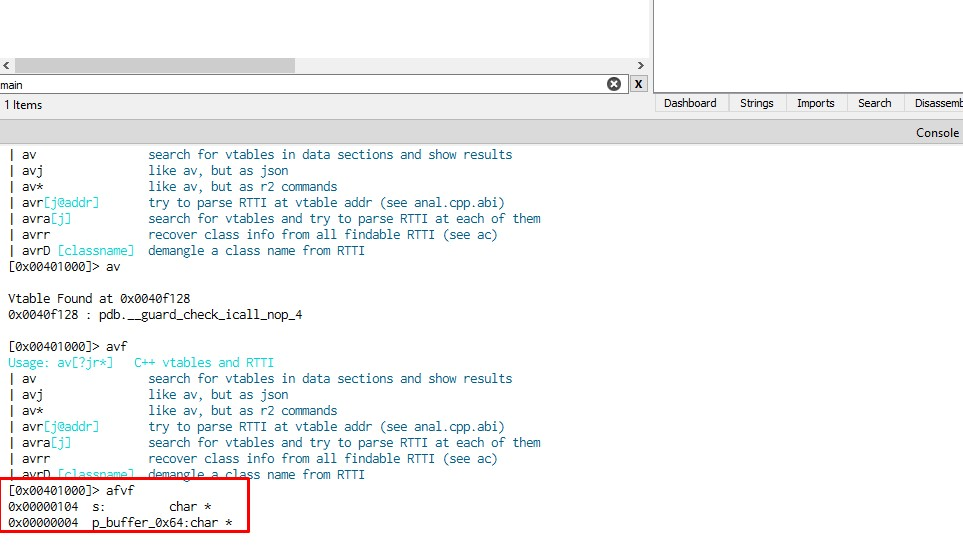 main
X
1 Items
Dashboard Strings Imports Search Disassemb
Console
| av search for vtables in data sections and show results
| avj like av, but as json
| av* like av, but as r2 commands
| avr[j@addr] try to parse RTTI at vtable addr (see anal.cpp.abi)
| avra[j] search for vtables and try to parse RTTI at each of them
| avrr recover class info from all findable RTTI (see ac)
| avrD [classname] demangle a class name from RTTI
[0x00401000]> av
Vtable Found at 0x0040f128
0x0040f128 : pdb.__guard_check_icall_nop_4
[0x00401000]> avf
Usage: av[?jr*] C++ vtables and RTTI
| av search for vtables in data sections and show results
| avj like av, but as json
| av* like av, but as r2 commands
| avr[j@addr] try to parse RTTI at vtable addr (see anal.cpp.abi)
| avra[j] search for vtables and try to parse RTTI at each of them
| avrr recover class info from all findable RTTI (see ac)
| avrD [classname] demangle a class name from RTTI
[0x00401000]> afvf
0x00000104 s: char *
0x00000004 p_buffer_0x64:char *